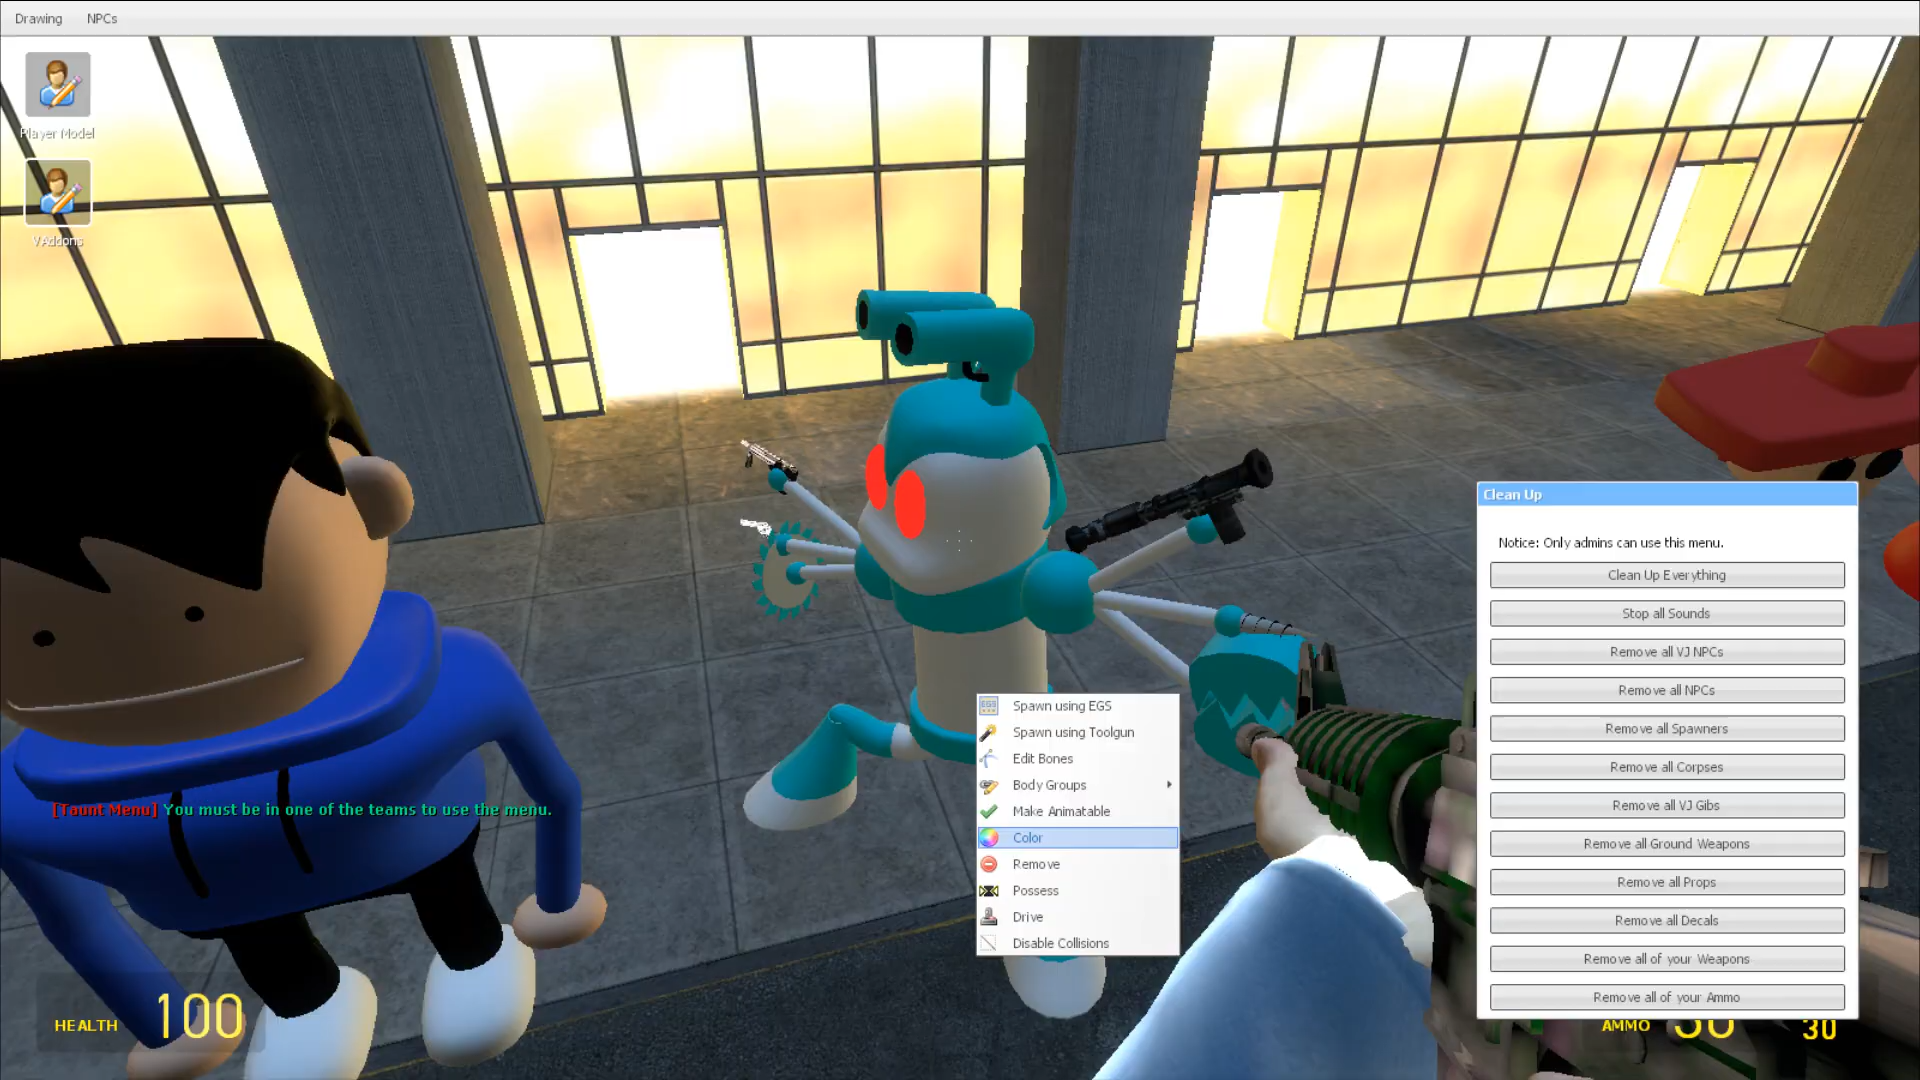 Drawing NPCs
Player Model
VAddons
Clean Up
Notice: Only admins can use this menu.
Clean Up Everything
Stop all Sounds
Remove all VJ NPCs
Remove all NPCs
Remove all Spawners
Remove all Corpses
Remove all VJ Gibs
Remove all Ground Weapons
Remove all Props
Remove all Decals
Remove all of your Weapons
Remove all of your Ammo
Spawn using EGS
Spawn using Toolgun
Edit Bones
Body Groups
Make Animatable
Color
Remove
Possess
Drive
Disable Collisions
[Taunt Menu] You must be in one of the teams to use the menu.
HEALTH 100
AMMO 30